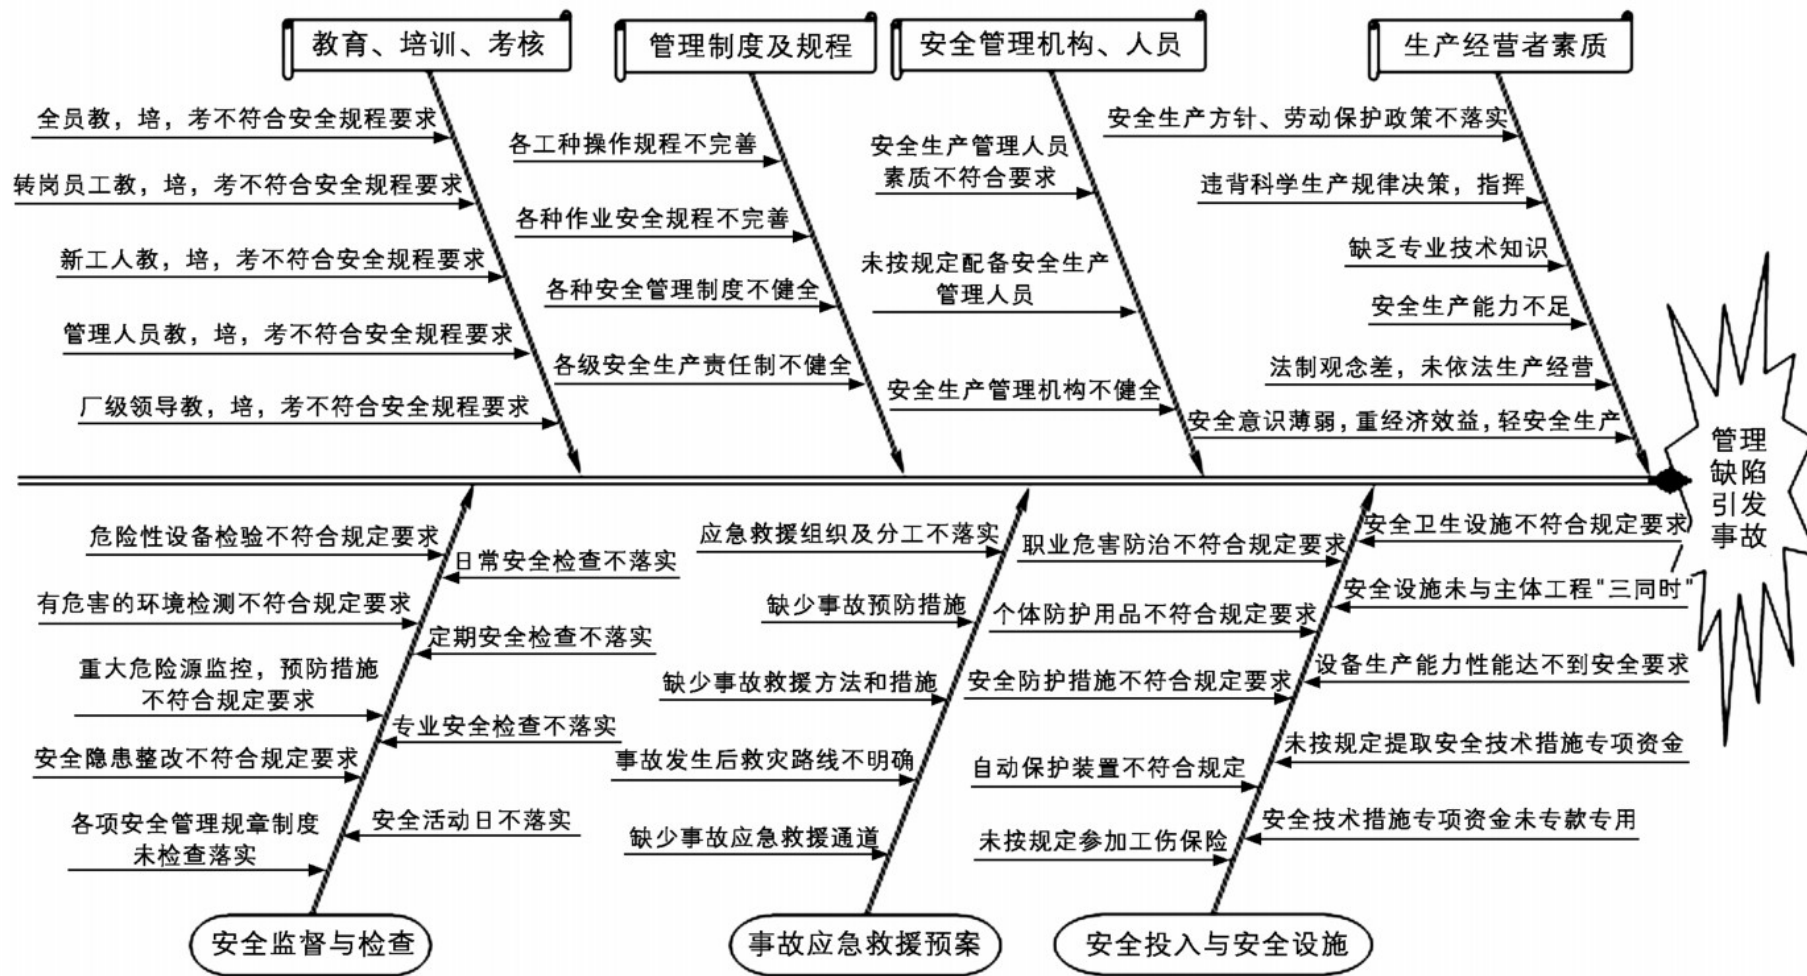 教育、培训、考核
管理制度及规程
安全管理机构、人员
生产经营者素质
全员教，培，考不符合安全规程要求
转岗员工教，培，考不符合安全规程要求
新工人教，培，考不符合安全规程要求
管理人员教，培，考不符合安全规程要求
厂级领导教，培，考不符合安全规程要求
各工种操作规程不完善
各种作业安全规程不完善
各种安全管理制度不健全
各级安全生产责任制不健全
安全生产管理人员
素质不符合要求
未按规定配备安全生产
管理人员
安全生产管理机构不健全
安全生产方针、劳动保护政策不落实
违背科学生产规律决策，指挥
缺乏专业技术知识
安全生产能力不足
法制观念差，未依法生产经营
安全意识薄弱，重经济效益，轻安全生产
管理
缺陷
引发
事故
危险性设备检验不符合规定要求
有危害的环境检测不符合规定要求
重大危险源监控，预防措施
不符合规定要求
安全隐患整改不符合规定要求
各项安全管理规章制度
未检查落实
日常安全检查不落实
定期安全检查不落实
专业安全检查不落实
安全活动日不落实
应急救援组织及分工不落实
缺少事故预防措施
缺少事故救援方法和措施
事故发生后救灾路线不明确
缺少事故应急救援通道
职业危害防治不符合规定要求
个体防护用品不符合规定要求
安全防护措施不符合规定要求
自动保护装置不符合规定
未按规定参加工伤保险
安全卫生设施不符合规定要求
安全设施未与主体工程"三同时"
设备生产能力性能达不到安全要求
未按规定提取安全技术措施专项资金
安全技术措施专项资金未专款专用
安全监督与检查
事故应急救援预案
安全投入与安全设施